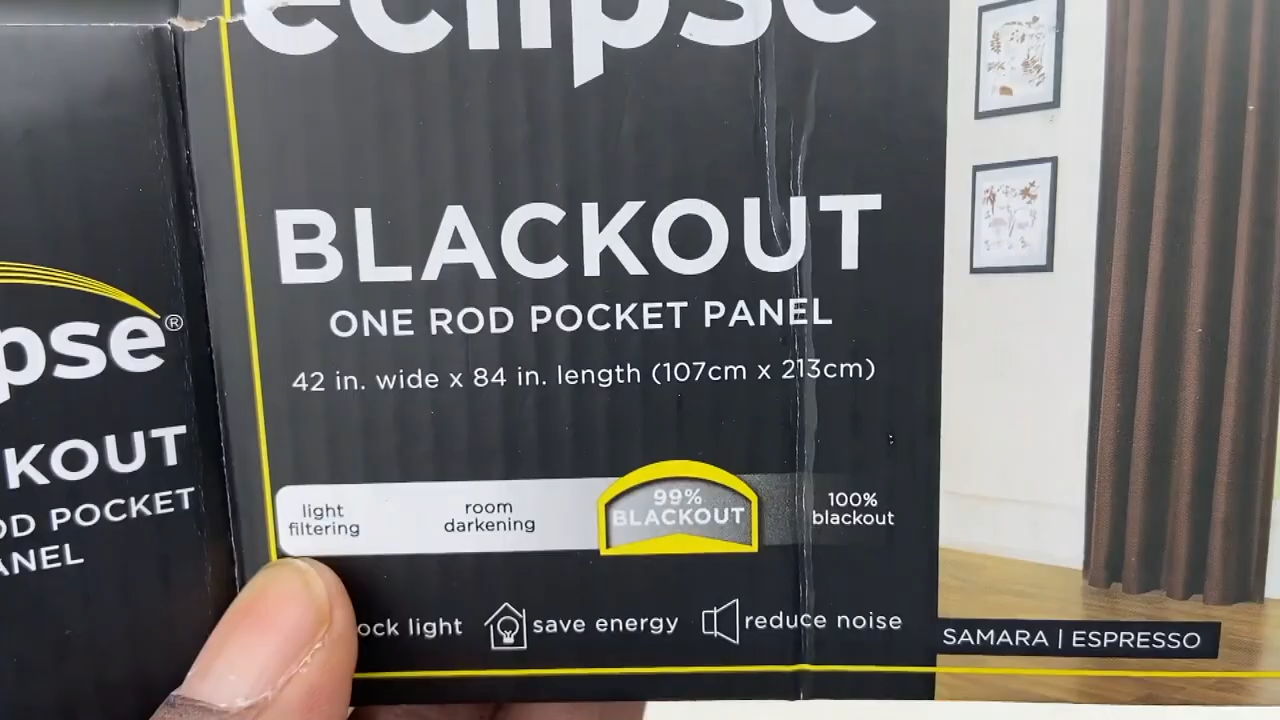 eclipse
BLACKOUT
ONE ROD POCKET PANEL
42 in. wide x 84 in. length (107cm x 213cm)
light filtering
room darkening
99% BLACKOUT
100% blackout
ock light
save energy
reduce noise
SAMARA | ESPRESSO
pse®
KOUT
OD POCKET
ANEL